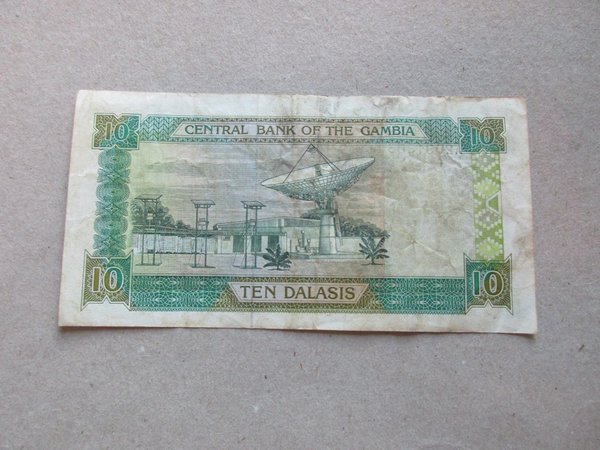 10 CENTRAL BANK OF THE GAMBIA 10
10 TEN DALASIS 10